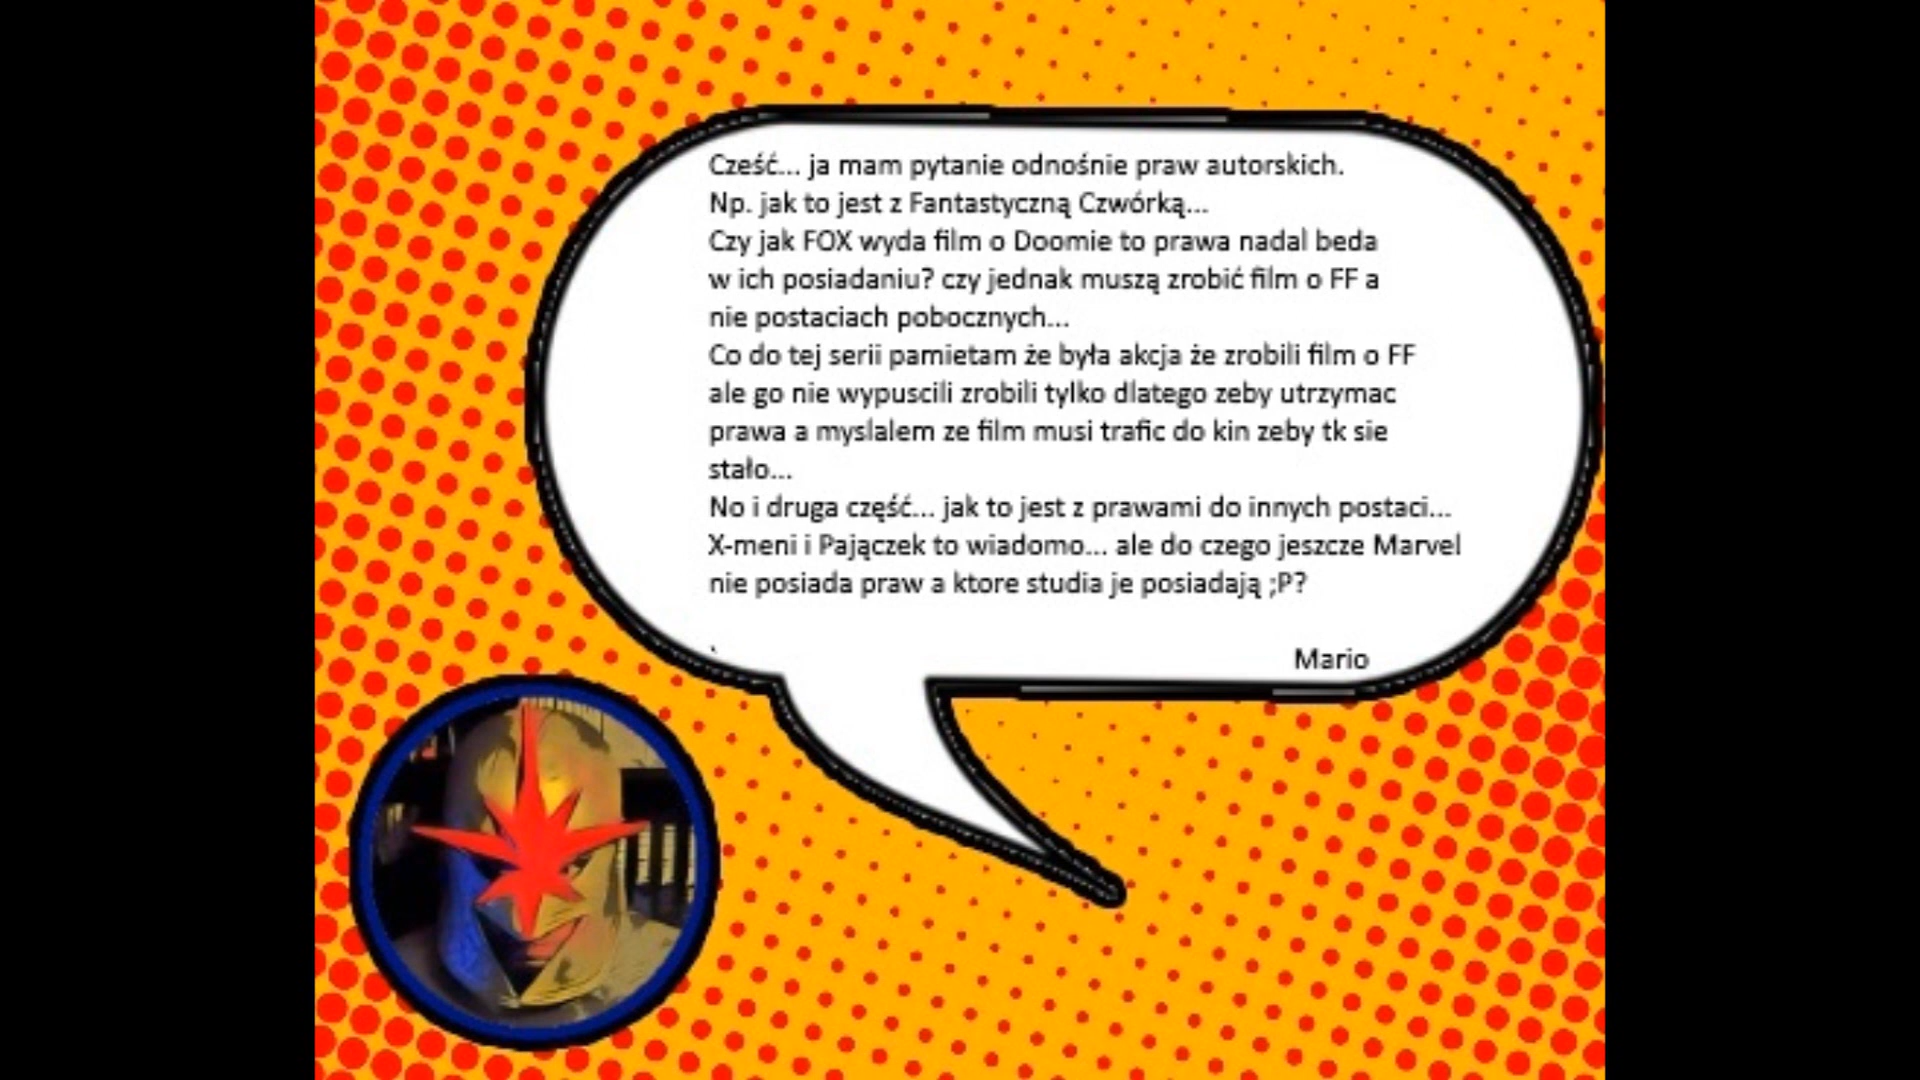 Cześć... ja mam pytanie odnośnie praw autorskich.
Np. jak to jest z Fantastyczną Czwórką...
Czy jak FOX wyda film o Doomie to prawa nadal beda
w ich posiadaniu? czy jednak muszą zrobić film o FF a
nie postaciach pobocznych...
Co do tej serii pamietam że była akcja że zrobili film o FF
ale go nie wypuscili zrobili tylko dlatego zeby utrzymac
prawa a myslalem ze film musi trafic do kin zeby tk sie
stało...
No i druga część... jak to jest z prawami do innych postaci...
X-meni i Pajączek to wiadomo... ale do czego jeszcze Marvel
nie posiada praw a ktore studia je posiadają ;P?
Mario